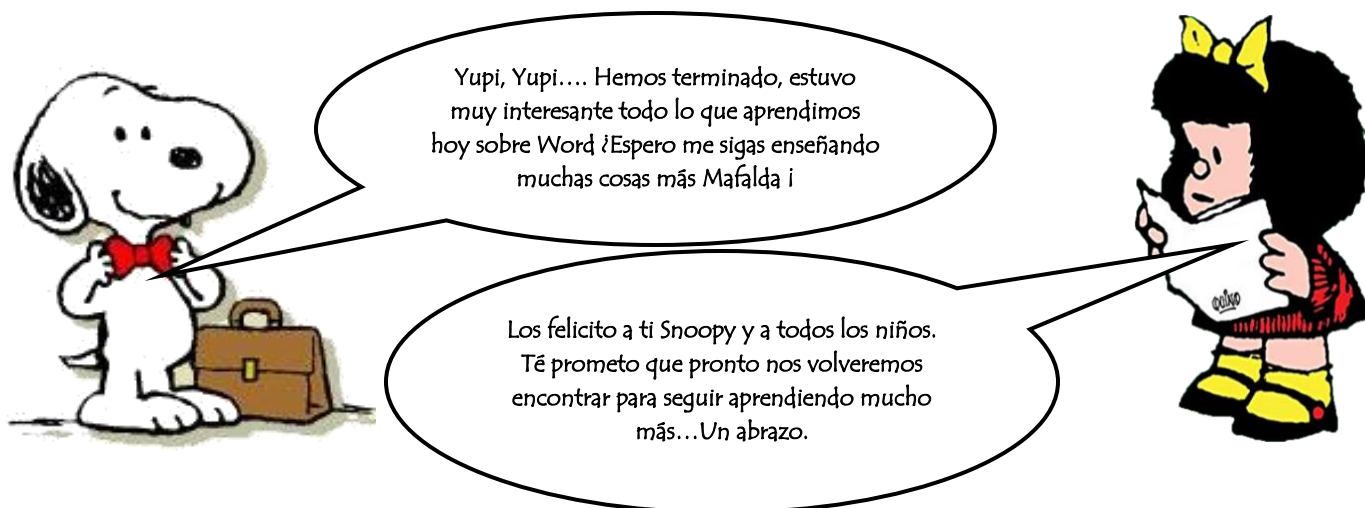 Yupi, Yupi…. Hemos terminado, estuvo
muy interesante todo lo que aprendimos
hoy sobre Word ¿Espero me sigas enseñando
muchas cosas más Mafalda ¡
Los felicito a ti Snoopy y a todos los niños.
Té prometo que pronto nos volveremos
encontrar para seguir aprendiendo mucho
más…Un abrazo.
QUINO